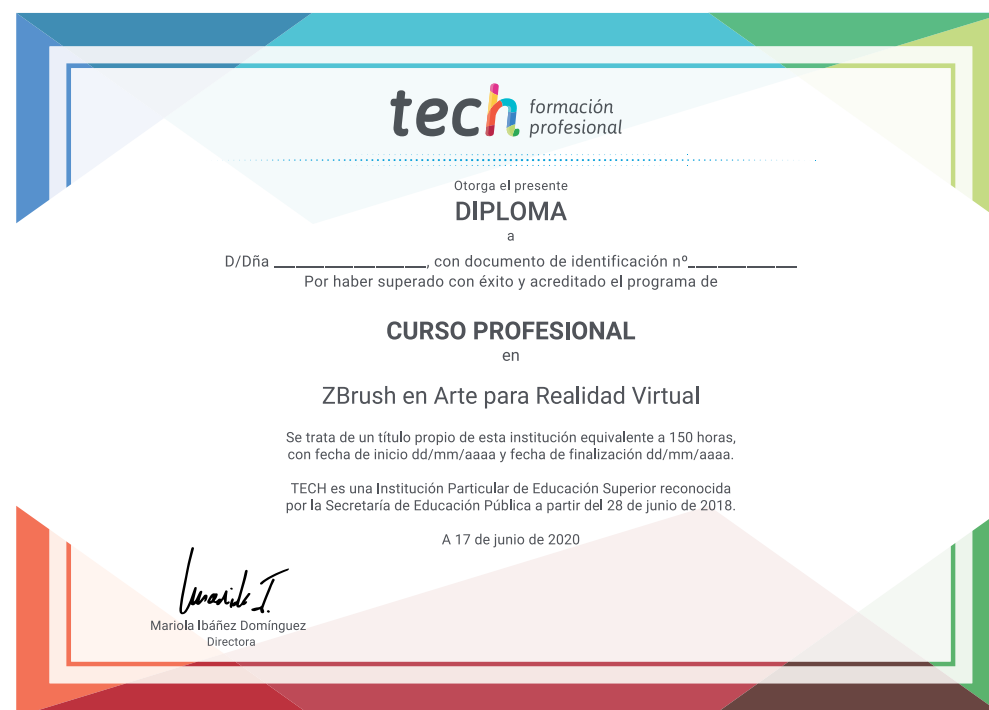 tech formación
profesional
Otorga el presente
DIPLOMA
a
D/Dña ______________, con documento de identificación nº__________
Por haber superado con éxito y acreditado el programa de
CURSO PROFESIONAL
en
ZBrush en Arte para Realidad Virtual
Se trata de un título propio de esta institución equivalente a 150 horas,
con fecha de inicio dd/mm/aaaa y fecha de finalización dd/mm/aaaa.
TECH es una Institución Particular de Educación Superior reconocida
por la Secretaría de Educación Pública a partir del 28 de junio de 2018.
A 17 de junio de 2020
Mariola Ibáñez Domínguez
Directora